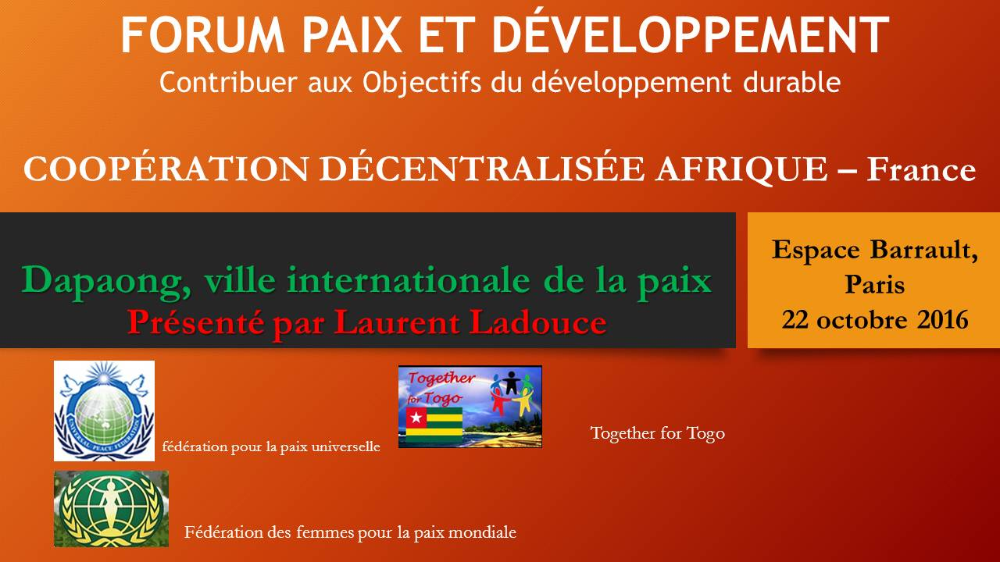 FORUM PAIX ET DÉVELOPPEMENT
Contribuer aux Objectifs du développement durable
COOPÉRATION DÉCENTRALISÉE AFRIQUE – France
Dapaong, ville internationale de la paix
Présenté par Laurent Ladouce
Espace Barrault,
Paris
22 octobre 2016
UNIVERSAL PEACE FEDERATION
fédération pour la paix universelle
Together
for Togo
Together for Togo
Fédération des femmes pour la paix mondiale